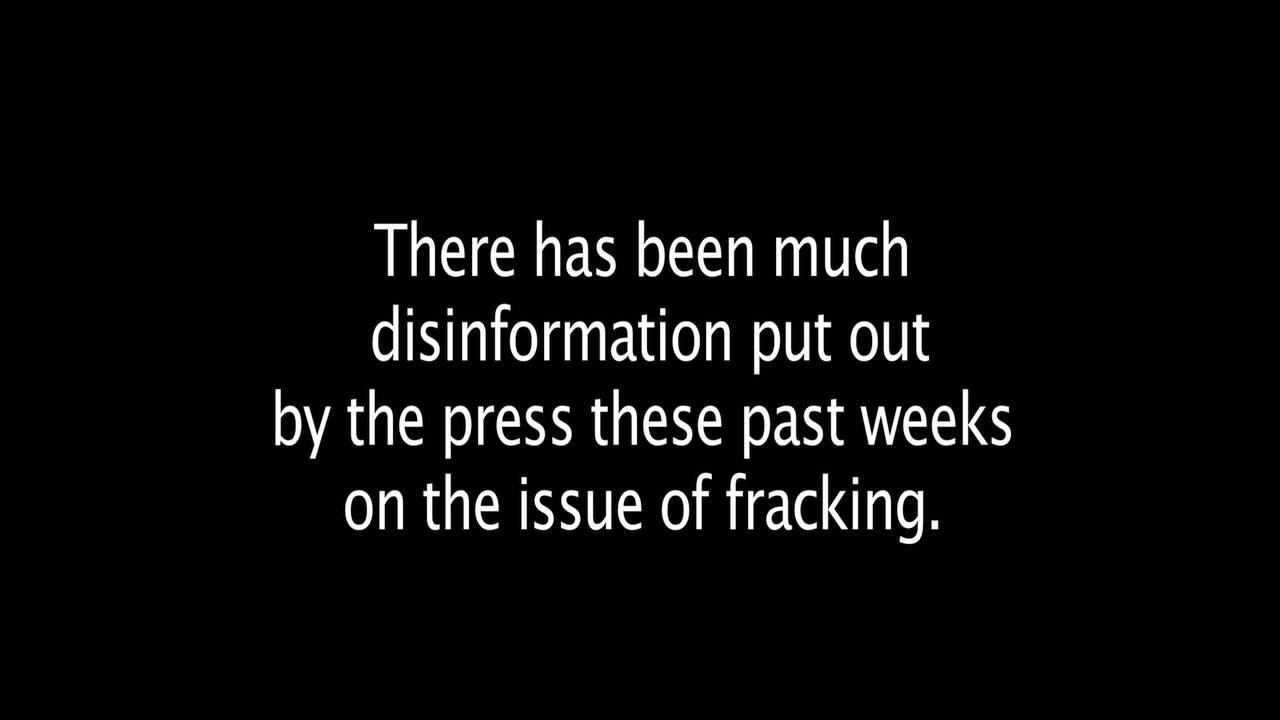 There has been much
disinformation put out
by the press these past weeks
on the issue of fracking.